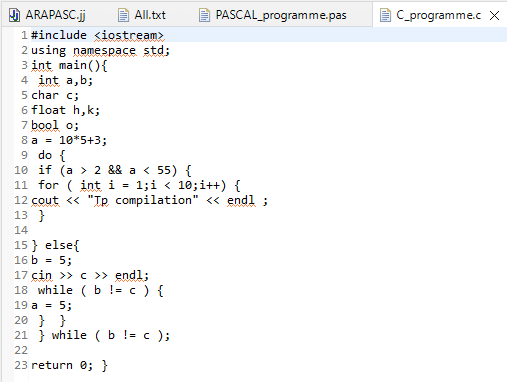 ARAPASC.jj All.txt PASCAL_programme.pas C_programme.c
1 #include <iostream>
2 using namespace std;
3 int main(){
4 int a,b;
5 char c;
6 float h,k;
7 bool o;
8 a = 10*5+3;
9 do {
10 if (a > 2 && a < 55) {
11 for ( int i = 1;i < 10;i++) {
12 cout << "Tp compilation" << endl ;
13 }
14
15 } else{
16 b = 5;
17 cin >> c >> endl;
18 while ( b != c ) {
19 a = 5;
20 } }
21 } while ( b != c );
22
23 return 0; }